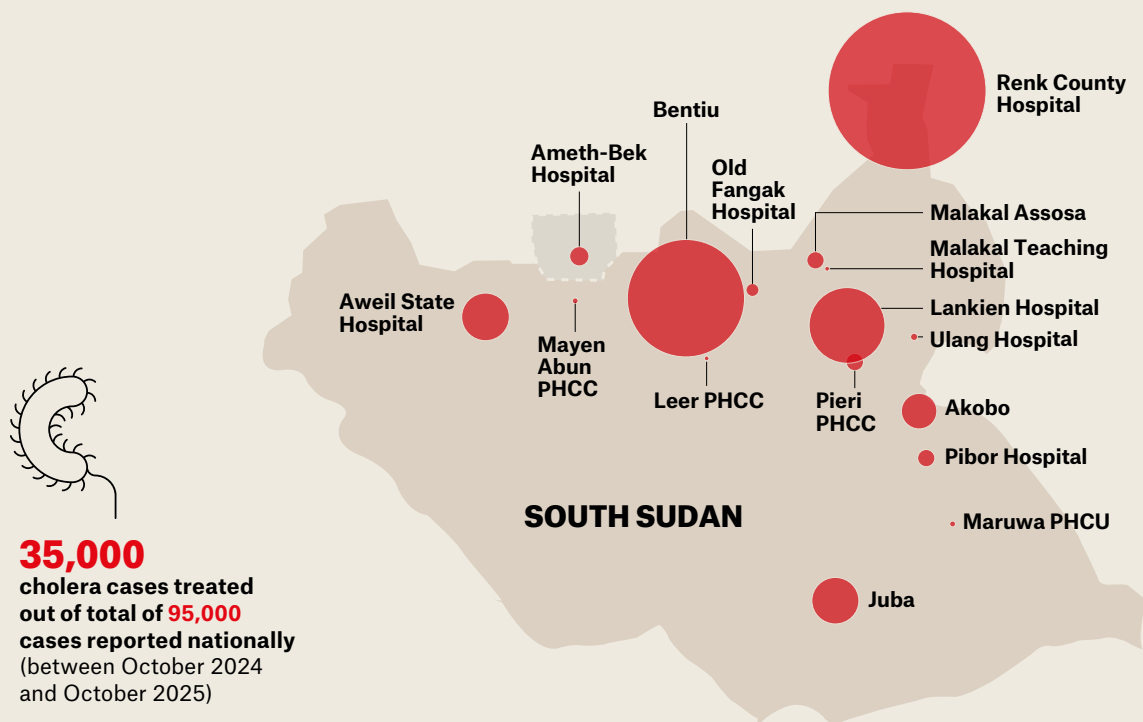 Renk County
Hospital
Bentiu
Ameth-Bek
Hospital
Old
Fangak
Hospital
Malakal Assosa
Malakal Teaching
Hospital
Aweil State
Hospital
Lankien Hospital
Ulang Hospital
Mayen
Abun
PHCC
Leer PHCC
Pieri
PHCC
Akobo
Pibor Hospital
SOUTH SUDAN
Maruwa PHCU
Juba
35,000
cholera cases treated
out of total of 95,000
cases reported nationally
(between October 2024
and October 2025)